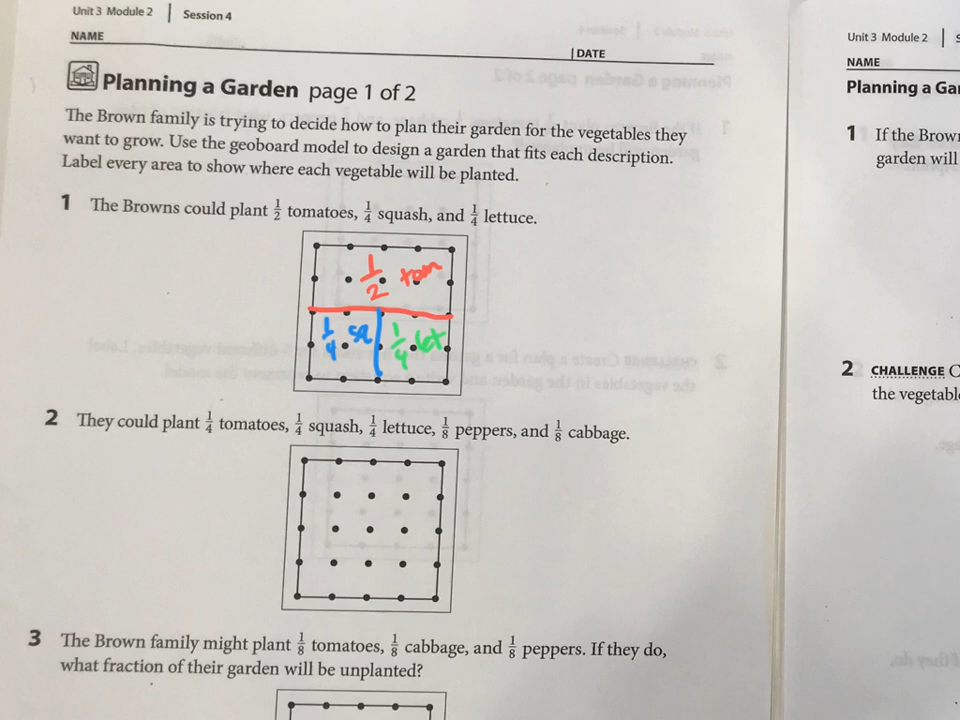 Unit 3 Module 2 | Session 4
NAME | DATE
Planning a Garden page 1 of 2
The Brown family is trying to decide how to plan their garden for the vegetables they
want to grow. Use the geoboard model to design a garden that fits each description.
Label every area to show where each vegetable will be planted.
1 The Browns could plant 1/2 tomatoes, 1/4 squash, and 1/4 lettuce.
1/2 tom
1/4 sq 1/4 let
2 They could plant 1/4 tomatoes, 1/4 squash, 1/4 lettuce, 1/8 peppers, and 1/8 cabbage.
3 The Brown family might plant 1/8 tomatoes, 1/8 cabbage, and 1/8 peppers. If they do,
what fraction of their garden will be unplanted?
Unit 3 Module 2 | S
NAME
Planning a Gar
1 If the Brown
garden will
2 CHALLENGE C
the vegetable